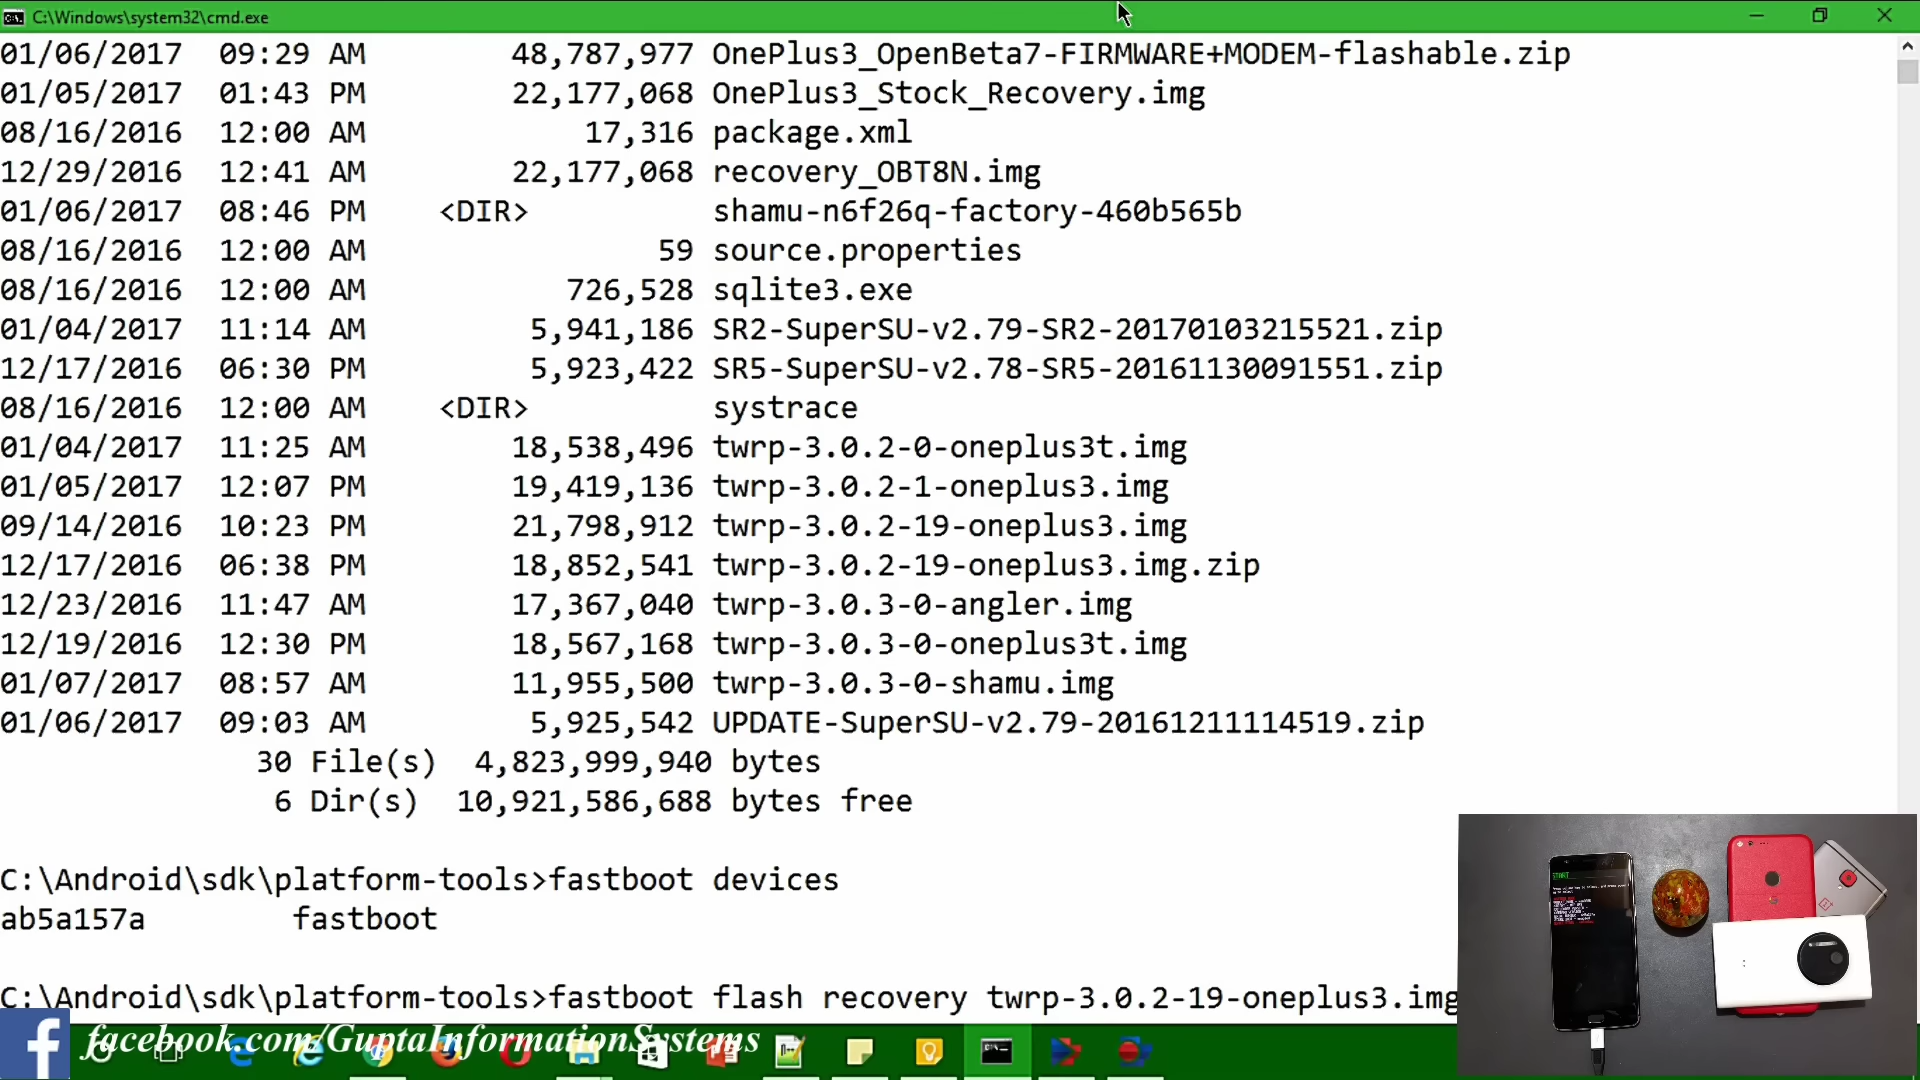 C:\Windows\system32\cmd.exe
01/06/2017  09:29 AM        48,787,977 OnePlus3_OpenBeta7-FIRMWARE+MODEM-flashable.zip
01/05/2017  01:43 PM        22,177,068 OnePlus3_Stock_Recovery.img
08/16/2016  12:00 AM            17,316 package.xml
12/29/2016  12:41 AM        22,177,068 recovery_OBT8N.img
01/06/2017  08:46 PM    <DIR>          shamu-n6f26q-factory-460b565b
08/16/2016  12:00 AM                59 source.properties
08/16/2016  12:00 AM           726,528 sqlite3.exe
01/04/2017  11:14 AM         5,941,186 SR2-SuperSU-v2.79-SR2-20170103215521.zip
12/17/2016  06:30 PM         5,923,422 SR5-SuperSU-v2.78-SR5-20161130091551.zip
08/16/2016  12:00 AM    <DIR>          systrace
01/04/2017  11:25 AM        18,538,496 twrp-3.0.2-0-oneplus3t.img
01/05/2017  12:07 PM        19,419,136 twrp-3.0.2-1-oneplus3.img
09/14/2016  10:23 PM        21,798,912 twrp-3.0.2-19-oneplus3.img
12/17/2016  06:38 PM        18,852,541 twrp-3.0.2-19-oneplus3.img.zip
12/23/2016  11:47 AM        17,367,040 twrp-3.0.3-0-angler.img
12/19/2016  12:30 PM        18,567,168 twrp-3.0.3-0-oneplus3t.img
01/07/2017  08:57 AM        11,955,500 twrp-3.0.3-0-shamu.img
01/06/2017  09:03 AM         5,925,542 UPDATE-SuperSU-v2.79-20161211114519.zip
30 File(s)  4,823,999,940 bytes
6 Dir(s)  10,921,586,688 bytes free
C:\Android\sdk\platform-tools>fastboot devices
ab5a157a        fastboot
C:\Android\sdk\platform-tools>fastboot flash recovery twrp-3.0.2-19-oneplus3.img
START
facebook.com/GuptaInformationSystems